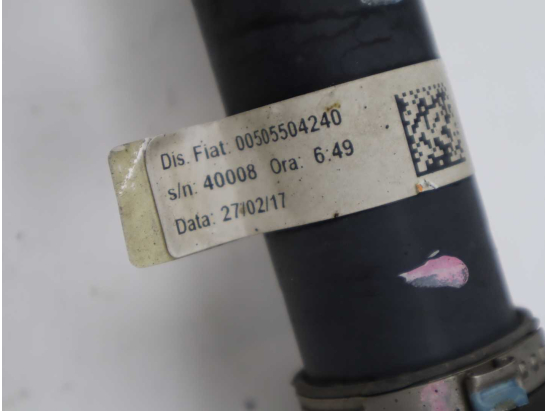 Dis. Fiat: 00505504240
s/n: 40008 Ora: 6:49
Data: 27/02/17